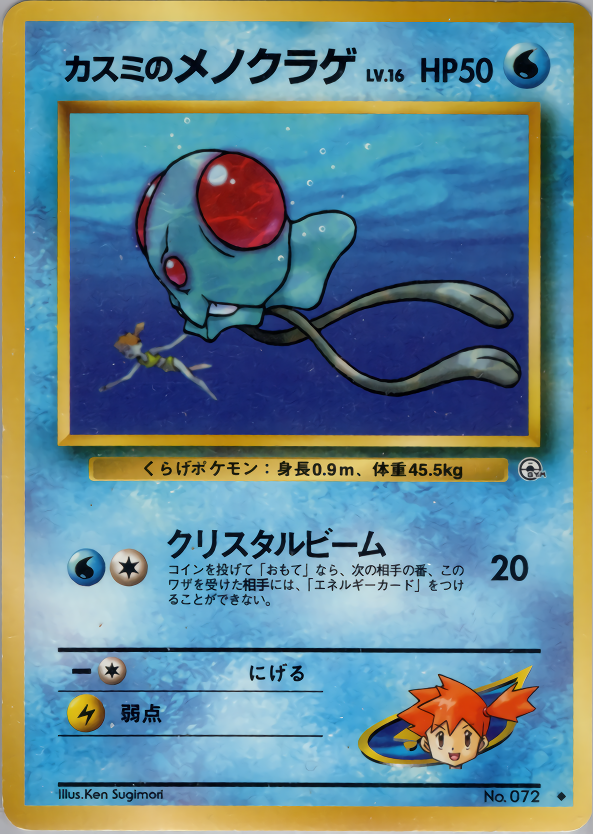 カスミのメノクラゲ LV.16 HP50
くらげポケモン：身長0.9m、体重45.5kg
GYM
クリスタルビーム 20
コインを投げて「おもて」なら、次の相手の番、この
ワザを受けた相手には、「エネルギーカード」をつけ
ることができない。
にげる
弱点
Illus.Ken Sugimori No.072